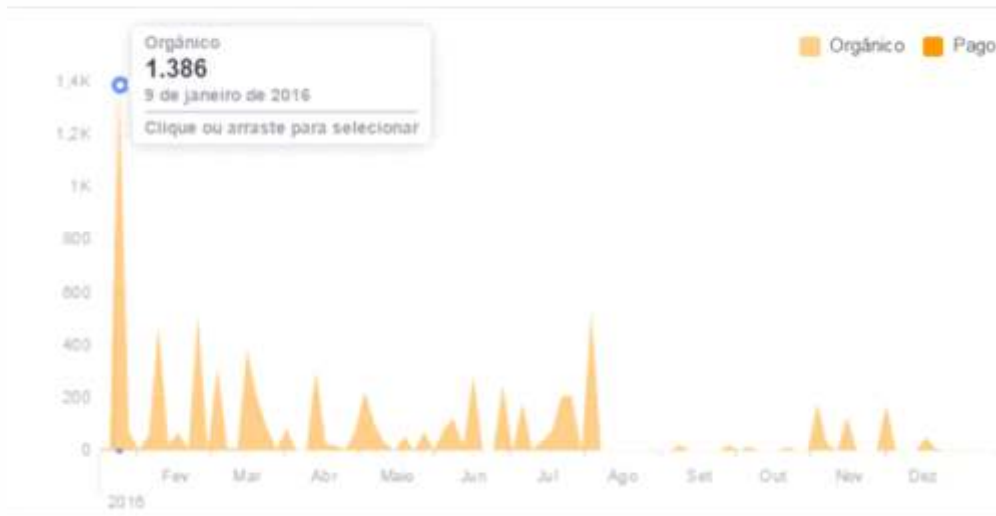 Orgânico
1.386
9 de janeiro de 2016
Clique ou arraste para selecionar
Orgânico Pago
1,4K
1,2K
1K
800
600
400
200
0
Fev Mar Abr Maio Jun Jul Ago Set Out Nov Dez
2016